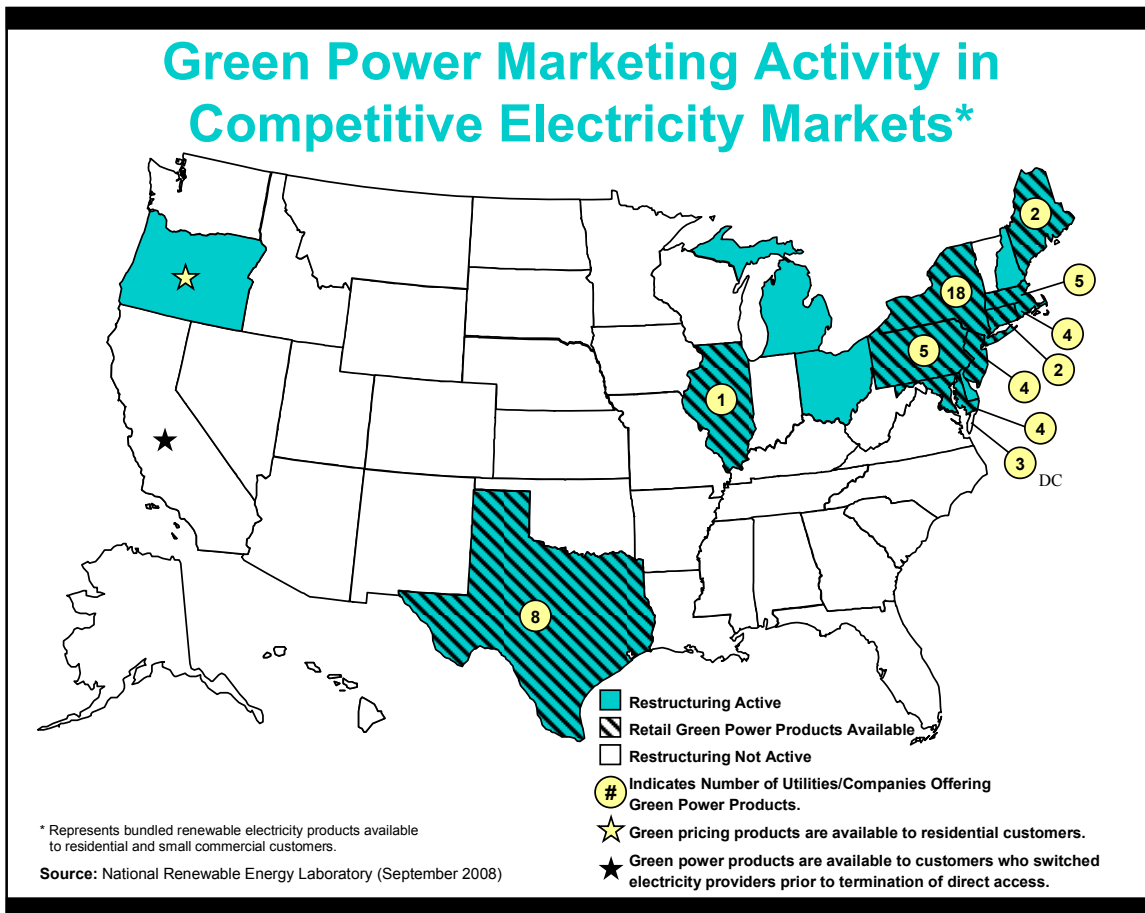 Green Power Marketing Activity in
Competitive Electricity Markets*
2
5
18
4
5
2
4
1
4
3
DC
8
Restructuring Active
Retail Green Power Products Available
Restructuring Not Active
# Indicates Number of Utilities/Companies Offering
Green Power Products.
Green pricing products are available to residential customers.
Green power products are available to customers who switched
electricity providers prior to termination of direct access.
* Represents bundled renewable electricity products available
to residential and small commercial customers.
Source: National Renewable Energy Laboratory (September 2008)